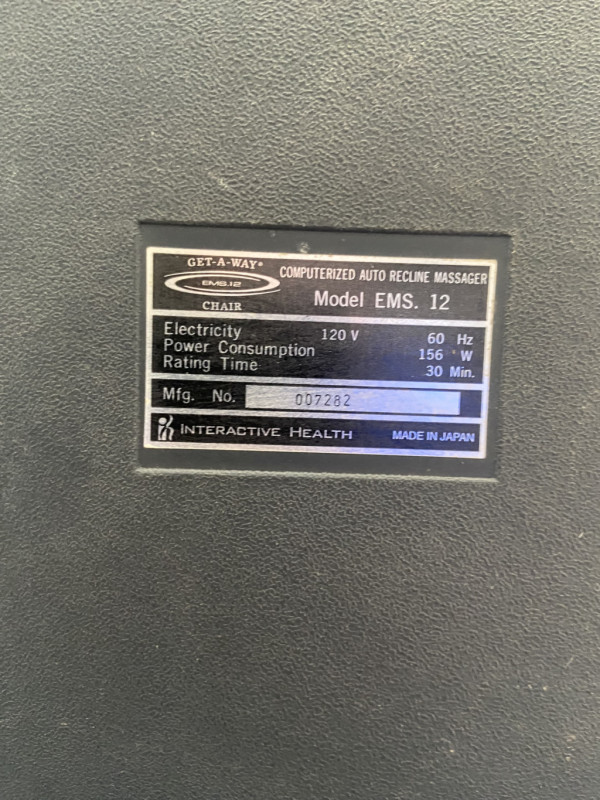 GET-A-WAY®
EMS.12
CHAIR
COMPUTERIZED AUTO RECLINE MASSAGER
Model EMS. 12
Electricity 120 V 60 Hz
Power Consumption 156 W
Rating Time 30 Min.
Mfg. No. 007282
INTERACTIVE HEALTH MADE IN JAPAN